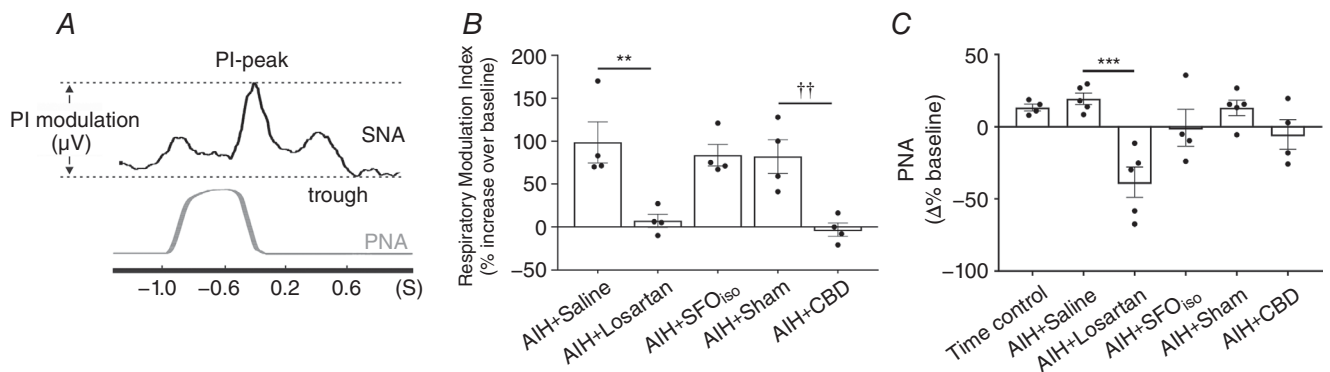 A
PI-peak
PI modulation
(µV)
SNA
trough
PNA
−1.0
−0.6
0.2
0.6
(S)
B
Respiratory Modulation Index
(% increase over baseline)
200
150
100
50
0
−50
**
††
AIH+Saline
AIH+Losartan
AIH+SFOiso
AIH+Sham
AIH+CBD
C
PNA
(Δ% baseline)
50
0
−50
−100
***
Time control
AIH+Saline
AIH+Losartan
AIH+SFOiso
AIH+Sham
AIH+CBD